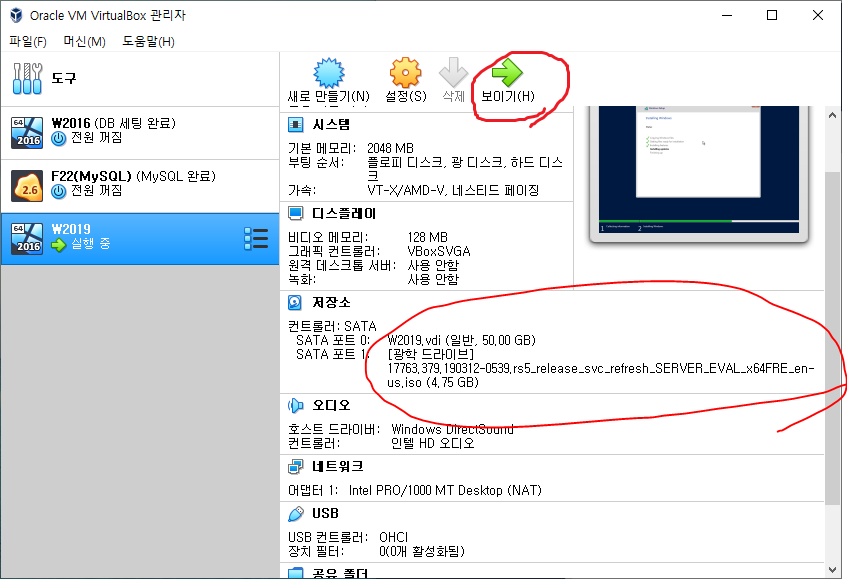 Oracle VM VirtualBox 관리자
파일(F) 머신(M) 도움말(H)
도구
새로 만들기(N) 설정(S) 삭제 보이기(H)
64 2016 W2016 (DB 세팅 완료)
전원 꺼짐
2.6 F22(MySQL) (MySQL 완료)
전원 꺼짐
64 2016 W2019
실행 중
시스템
기본 메모리: 2048 MB
부팅 순서: 플로피 디스크, 광 디스크, 하드 디스
크
가속: VT-X/AMD-V, 네스티드 페이징
디스플레이
비디오 메모리: 128 MB
그래픽 컨트롤러: VBoxSVGA
원격 데스크톱 서버: 사용 안함
녹화: 사용 안함
저장소
컨트롤러: SATA
SATA 포트 0: W2019.vdi (일반, 50.00 GB)
SATA 포트 1: [광학 드라이브]
17763.379.190312-0539.rs5_release_svc_refresh_SERVER_EVAL_x64FRE_en-
us.iso (4.75 GB)
오디오
호스트 드라이버: Windows DirectSound
컨트롤러: 인텔 HD 오디오
네트워크
어댑터 1: Intel PRO/1000 MT Desktop (NAT)
USB
USB 컨트롤러: OHCI
장치 필터: 0(0개 활성화됨)
공유 폴더